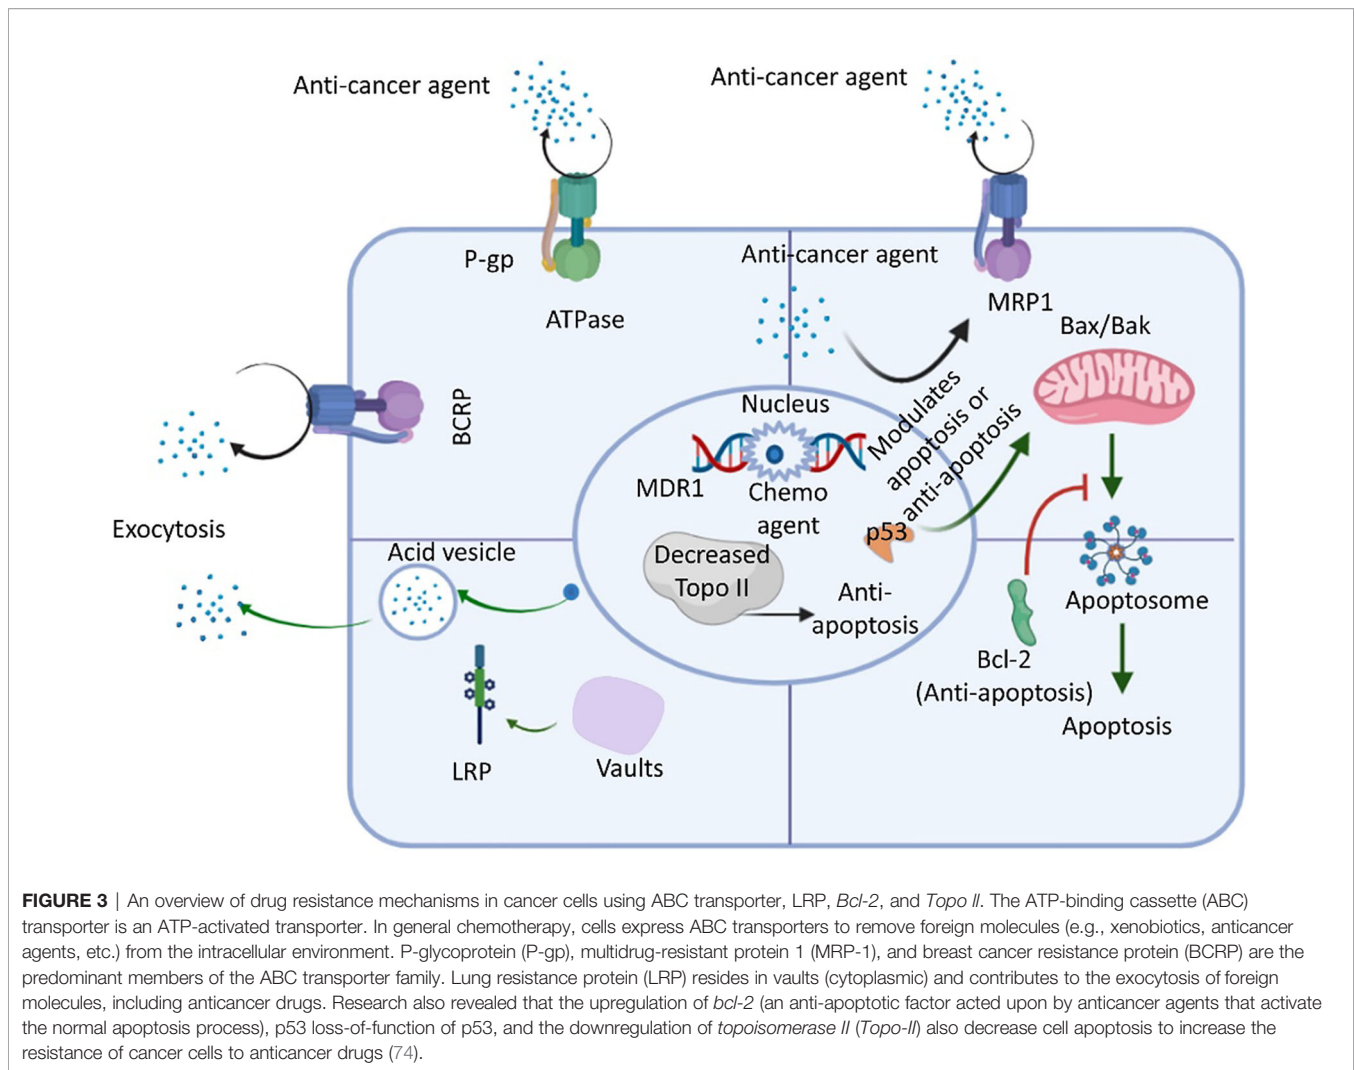 Anti-cancer agent
Anti-cancer agent
P-gp
ATPase
Anti-cancer agent
MRP1
Bax/Bak
BCRP
Nucleus
Modulates
apoptosis or
anti-apoptosis
MDR1
Chemo
agent
p53
Exocytosis
Acid vesicle
Decreased
Topo II
Anti-
apoptosis
Apoptosome
Bcl-2
(Anti-apoptosis)
Apoptosis
LRP
Vaults
FIGURE 3 | An overview of drug resistance mechanisms in cancer cells using ABC transporter, LRP, Bcl-2, and Topo II. The ATP-binding cassette (ABC)
transporter is an ATP-activated transporter. In general chemotherapy, cells express ABC transporters to remove foreign molecules (e.g., xenobiotics, anticancer
agents, etc.) from the intracellular environment. P-glycoprotein (P-gp), multidrug-resistant protein 1 (MRP-1), and breast cancer resistance protein (BCRP) are the
predominant members of the ABC transporter family. Lung resistance protein (LRP) resides in vaults (cytoplasmic) and contributes to the exocytosis of foreign
molecules, including anticancer drugs. Research also revealed that the upregulation of bcl-2 (an anti-apoptotic factor acted upon by anticancer agents that activate
the normal apoptosis process), p53 loss-of-function of p53, and the downregulation of topoisomerase II (Topo-II) also decrease cell apoptosis to increase the
resistance of cancer cells to anticancer drugs (74).